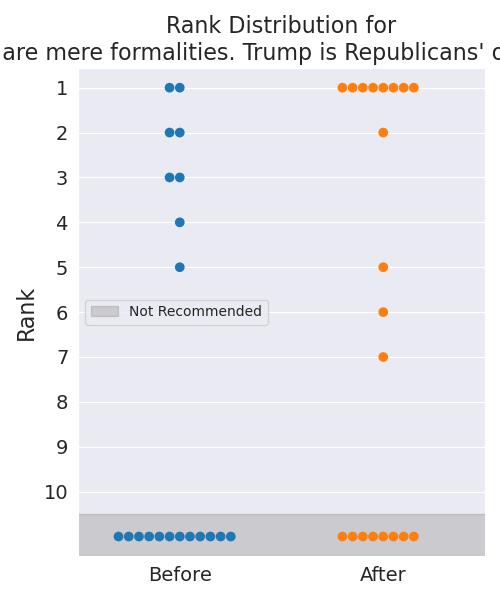 Rank Distribution for
are mere formalities. Trump is Republicans'
Rank
1
2
3
4
5
6
7
8
9
10
Not Recommended
Before
After